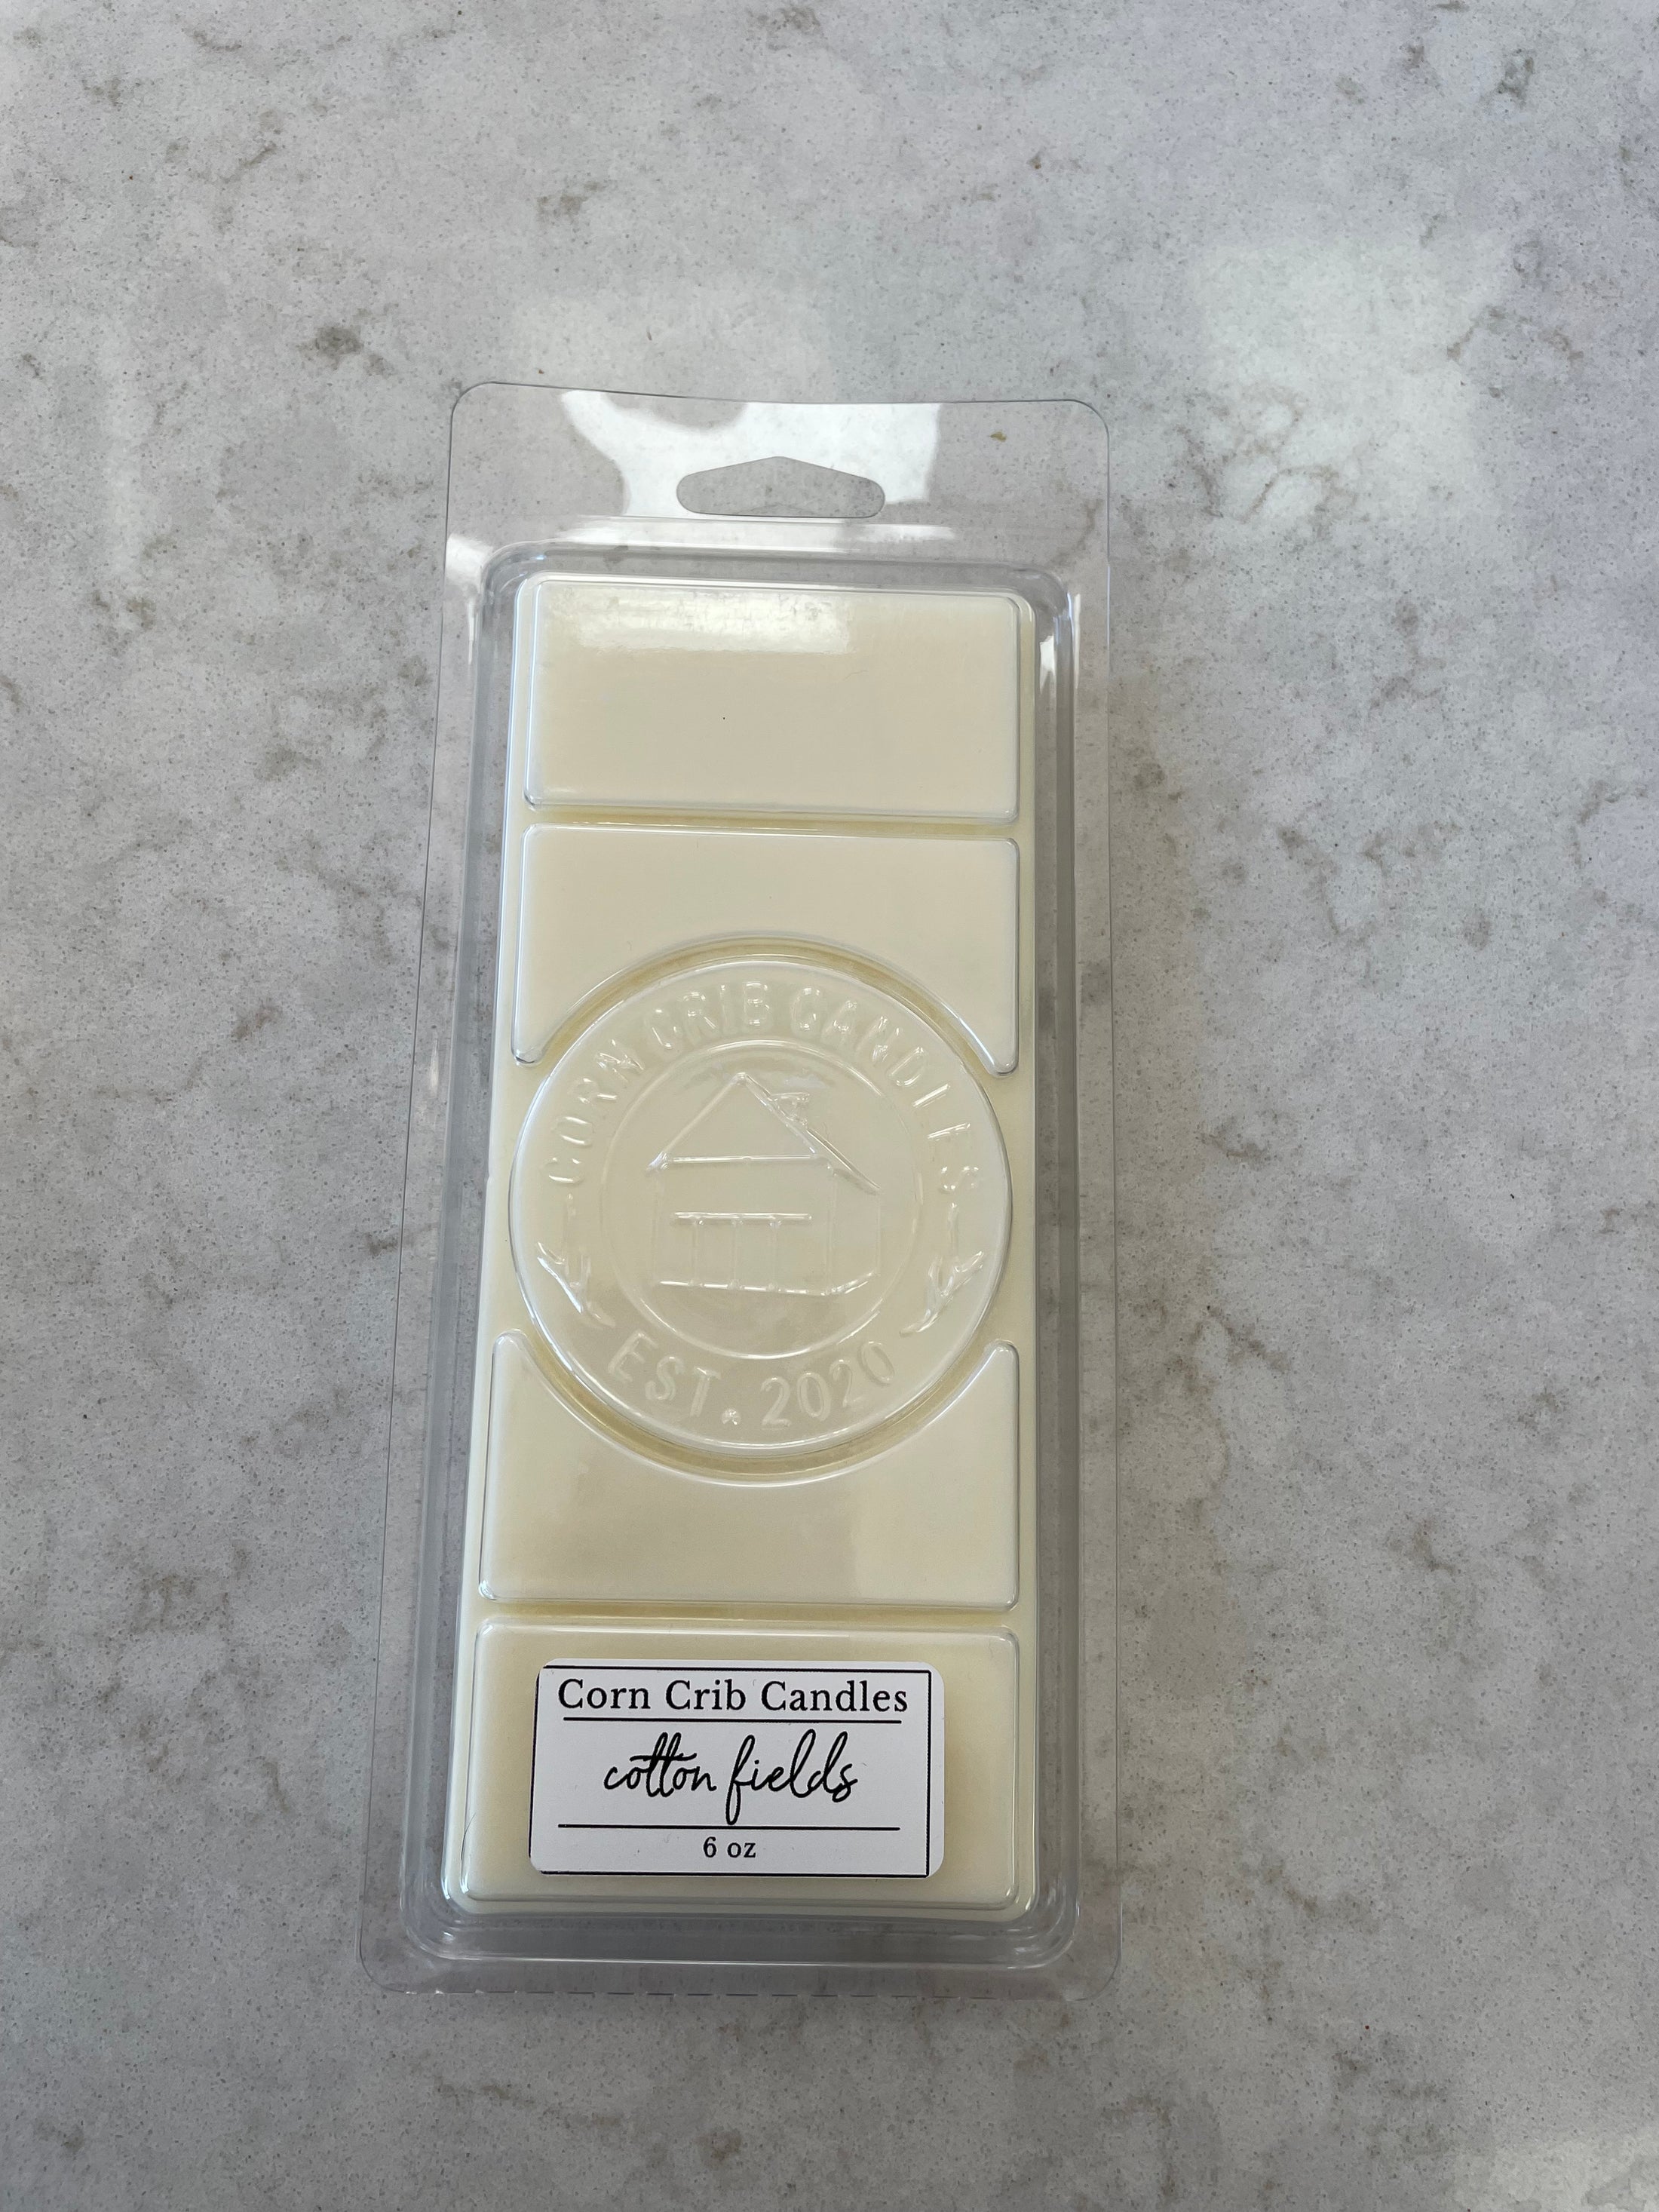 CORN CRIB CANDLES
EST. 2020
Corn Crib Candles
cotton fields
6 oz